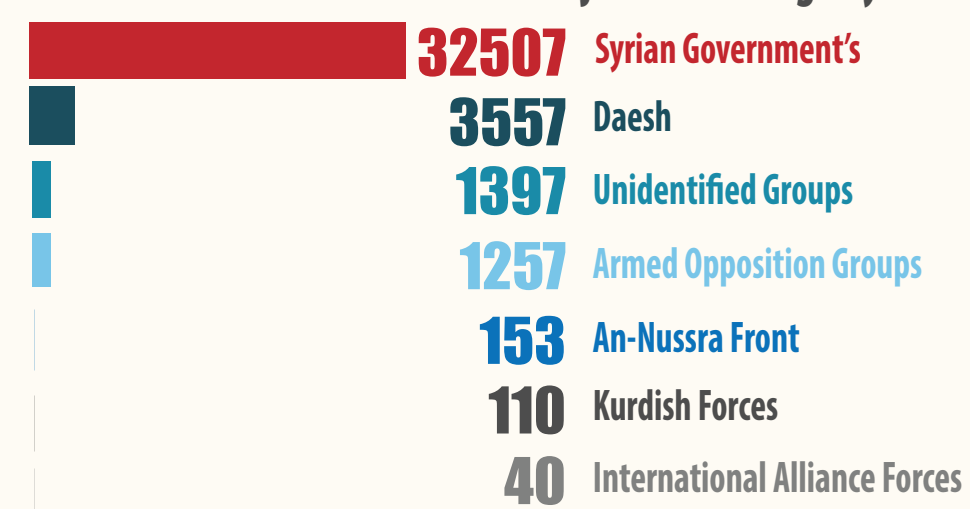 32507 Syrian Government's
3557 Daesh
1397 Unidentified Groups
1257 Armed Opposition Groups
153 An-Nussra Front
110 Kurdish Forces
40 International Alliance Forces